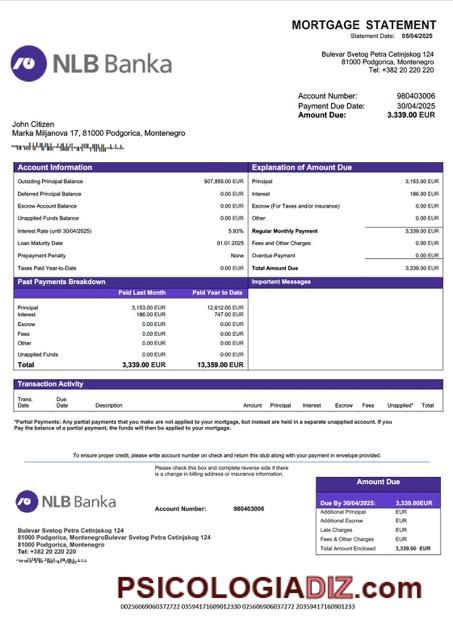 MORTGAGE STATEMENT
Statement Date: 05/04/2025
NLB Banka
Bulevar Svetog Petra Cetinjskog 124
81000 Podgorica, Montenegro
Tel: +382 20 220 220
Account Number: 980403006
Payment Due Date: 30/04/2025
Amount Due: 3.339.00 EUR
John Citizen
Marka Miljanova 17, 81000 Podgorica, Montenegro
Account Information
Outsiding Principal Balance 507,855.00 EUR
Deferred Principal Balance 0.00 EUR
Escrow Account Balance 0.00 EUR
Unapplied Funds Balance 0.00 EUR
Interest Rate (until 30/04/2025) 5.93%
Loan Maturity Date 01.01.2025
Prepayment Penalty None
Taxes Paid Year-to-Date 0.00 EUR
Explanation of Amount Due
Principal 3,153.00 EUR
Interest 186.00 EUR
Escrow (For Taxes and/or insurance) 0.00 EUR
Other 0.00 EUR
Regular Monthly Payment 3,339.00 EUR
Fees and Other Charges 0.00 EUR
Overdue Payment 0.00 EUR
Total Amount Due 3,339.00 EUR
Past Payments Breakdown
Paid Last Month Paid Year to Date
Principal 3,153.00 EUR 12,612.00 EUR
Interest 186.00 EUR 747.00 EUR
Escrow 0.00 EUR 0.00 EUR
Fees 0.00 EUR 0.00 EUR
Other 0.00 EUR 0.00 EUR
Unapplied Funds 0.00 EUR 0.00 EUR
Total 3,339.00 EUR 13,359.00 EUR
Important Messages
Transaction Activity
Trans. Date Due Date Description Amount Principal Interest Escrow Fees Unapplied* Total
*Partial Payments: Any partial payments that you make are not applied to your mortgage, but instead are held in a separate unapplied account. If you
Pay the balance of a partial payment, the funds will then be applied to your mortgage.
To ensure proper credit, please write account number on check and return this stub along with your payment in envelope provided.
Please check this box and complete reverse side if there
is a change in billing address or insurance information.
NLB Banka
Account Number: 980403006
Bulevar Svetog Petra Cetinjskog 124
81000 Podgorica, MontenegroBulevar Svetog Petra Cetinjskog 124
81000 Podgorica, Montenegro
Tel: +382 20 220 220
Amount Due
Due By 30/04/2025: 3,339.00EUR
Additional Principal EUR
Additional Escrow EUR
Late Charges EUR
Fees & Other Charges EUR
Total Amount Enclosed 3,339.00 EUR
PSICOLOGIADIZ.com
00256069060372722 03594171609012330 0256069060372722 20359417160901233